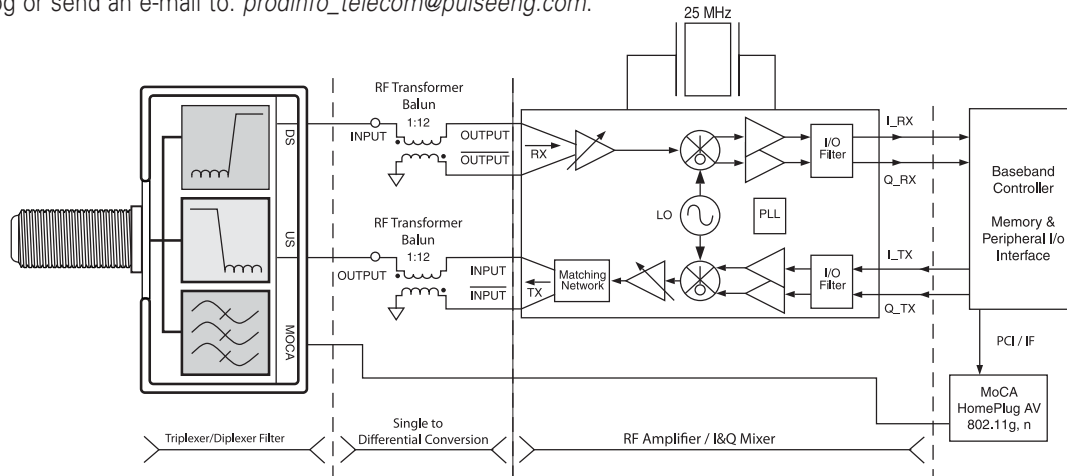 og or send an e-mail to: prodinfo_telecom@pulseeng.com.
25 MHz
RF Transformer
Balun
1:12
INPUT
OUTPUT
OUTPUT
DS
RX
I/O
Filter
I_RX
Q_RX
Baseband
Controller
Memory &
Peripheral I/o
Interface
LO
PLL
RF Transformer
Balun
1:12
US
OUTPUT
INPUT
INPUT
TX
Matching
Network
I/O
Filter
I_TX
Q_TX
MOCA
PCI / IF
MoCA
HomePlug AV
802.11g, n
Triplexer/Diplexer Filter
Single to
Differential Conversion
RF Amplifier / I&Q Mixer